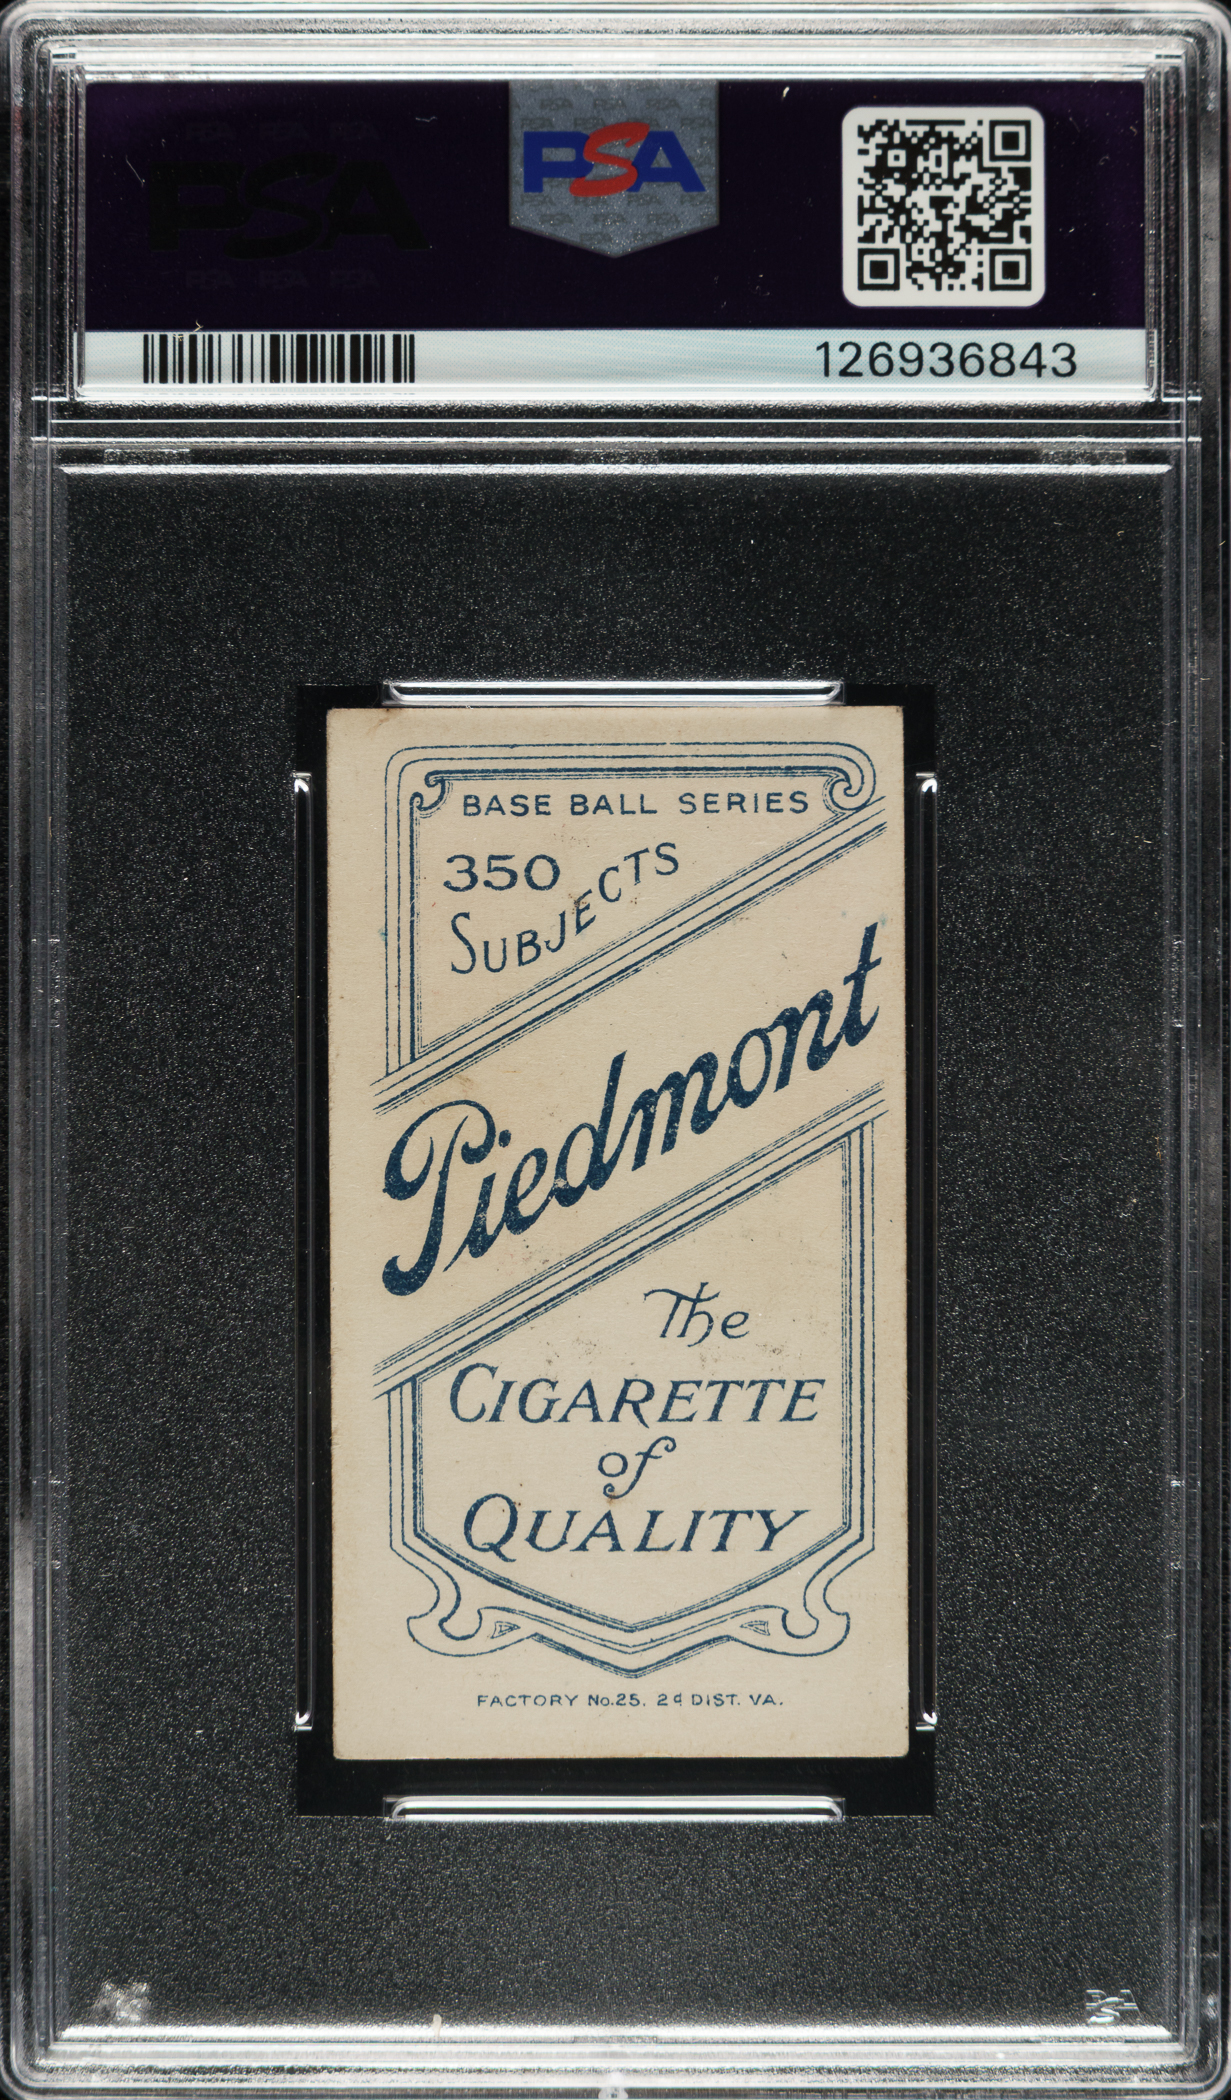 PSA
PSA
126936843
BASE BALL SERIES
350
SUBJECTS
Piedmont
The
CIGARETTE
of
QUALITY
FACTORY No.25, 2d DIST. VA.
PSA